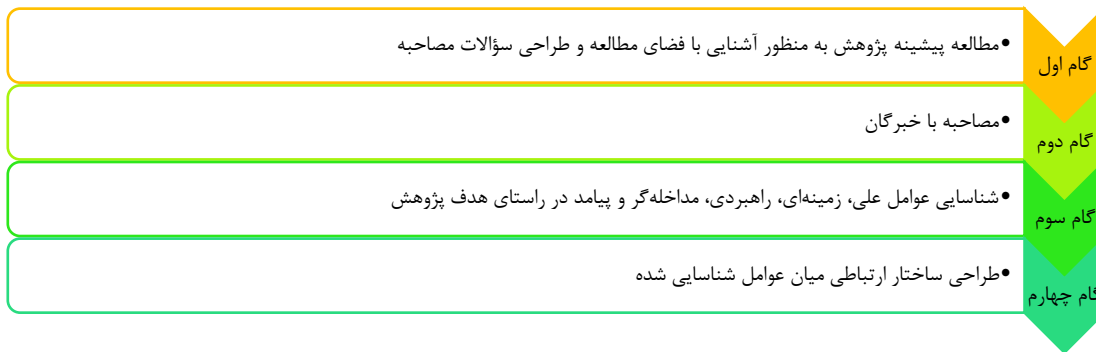 گام اول
•مطالعه پیشینه پژوهش به منظور آشنایی با فضای مطالعه و طراحی سؤالات مصاحبه
گام دوم
•مصاحبه با خبرگان
گام سوم
•شناسایی عوامل علی، زمینه‌ای، راهبردی، مداخله‌گر و پیامد در راستای هدف پژوهش
گام چهارم
•طراحی ساختار ارتباطی میان عوامل شناسایی شده